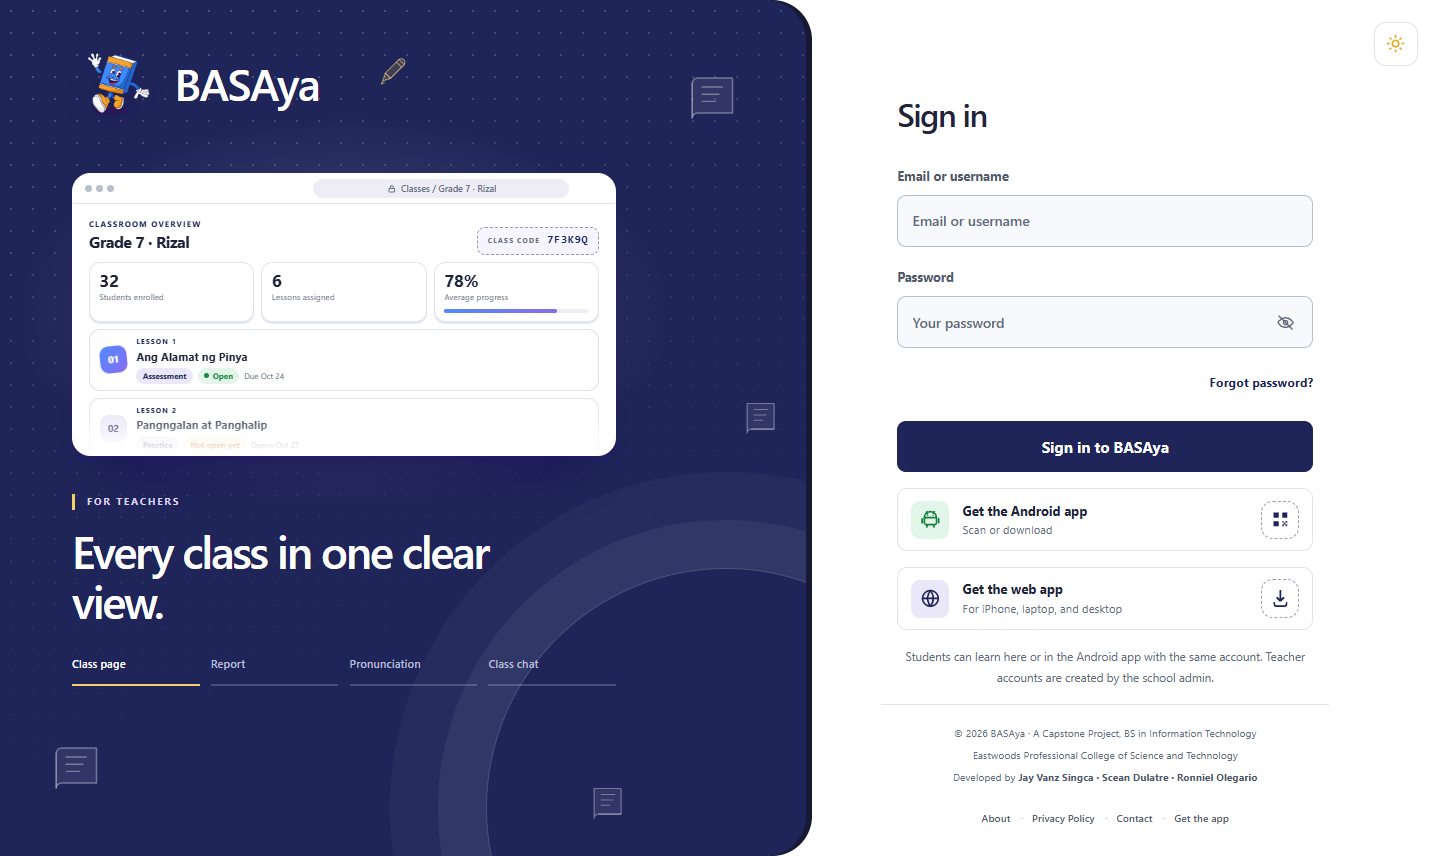 BASAya
Classes / Grade 7 · Rizal
CLASSROOM OVERVIEW
Grade 7 · Rizal
CLASS CODE 7F3K9Q
32
Students enrolled
6
Lessons assigned
78%
Average progress
LESSON 1
01
Ang Alamat ng Pinya
Assessment Open Due Oct 24
LESSON 2
02
Pangngalan at Panghalip
Practice Not open yet Opens Oct 27
FOR TEACHERS
Every class in one clear
view.
Class page Report Pronunciation Class chat
Sign in
Email or username
Email or username
Password
Your password
Forgot password?
Sign in to BASAya
Get the Android app
Scan or download
Get the web app
For iPhone, laptop, and desktop
Students can learn here or in the Android app with the same account. Teacher
accounts are created by the school admin.
© 2026 BASAya · A Capstone Project, BS in Information Technology
Eastwoods Professional College of Science and Technology
Developed by Jay Vanz Singca · Scean Dulatre · Ronniel Olegario
About · Privacy Policy · Contact · Get the app